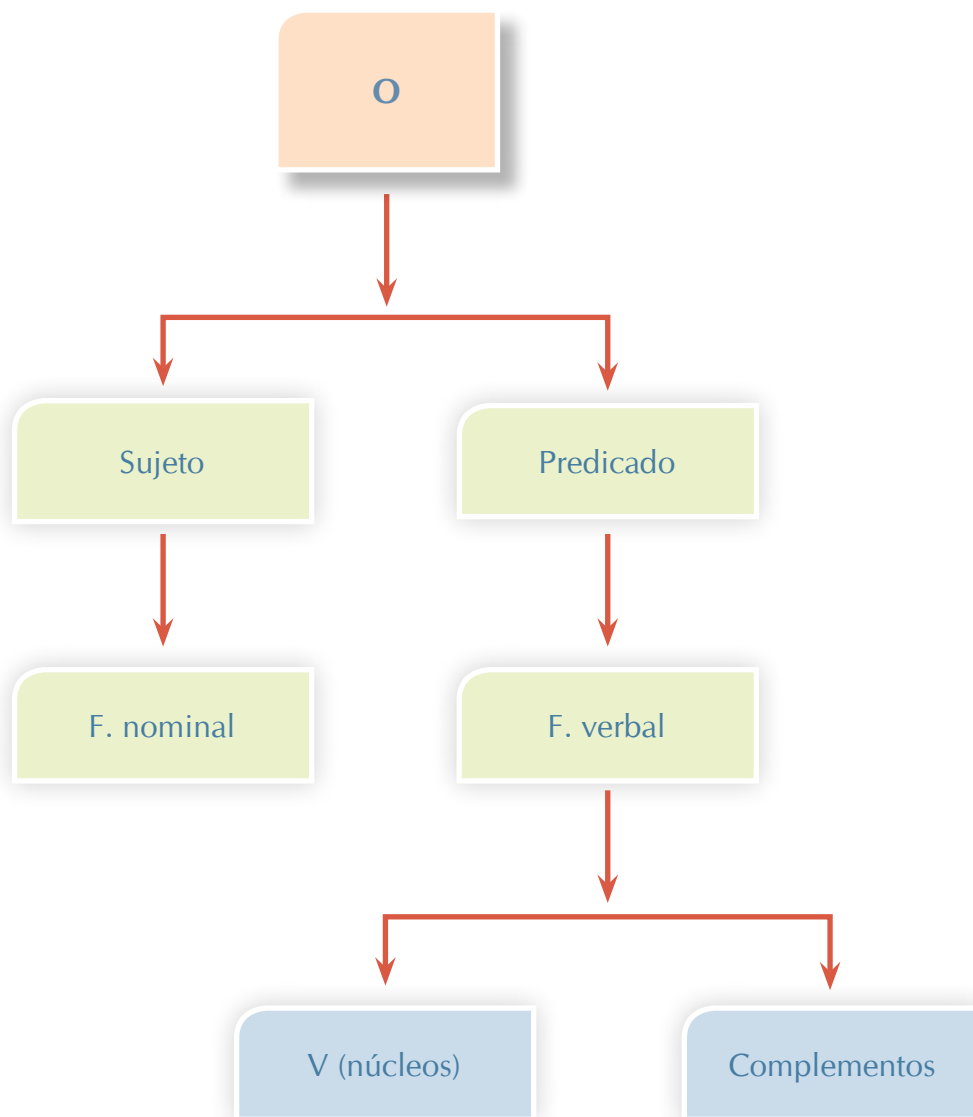 O
Sujeto
Predicado
F. nominal
F. verbal
V (núcleos)
Complementos